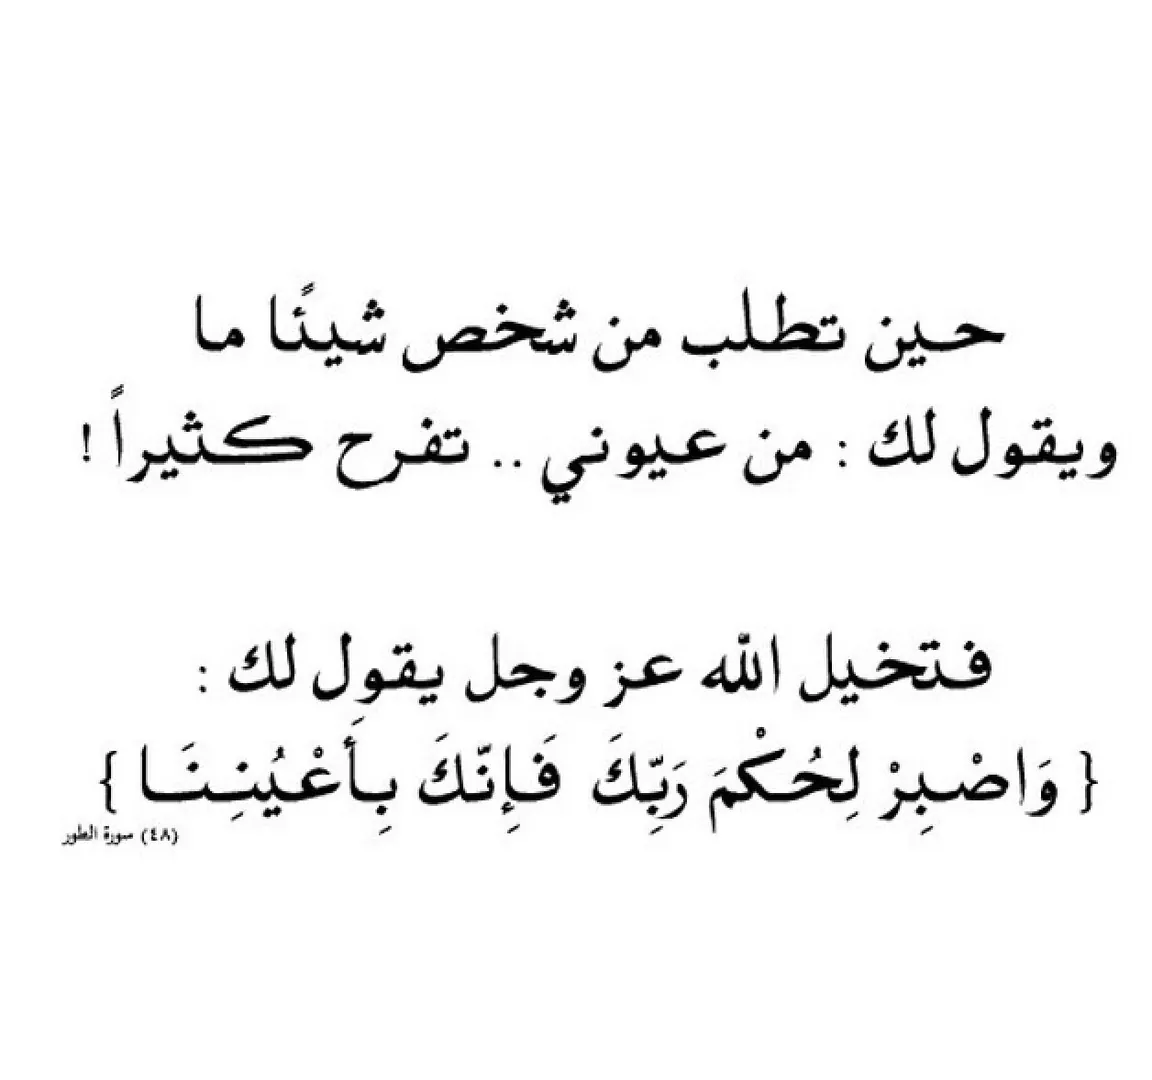 حين تطلب من شخص شيئًا ما
ويقول لك : من عيوني .. تفرح كثيراً !
فتخيل الله عز وجل يقول لك :
{ وَاصْبِرْ لِحُكْمَ رَبِّكَ فَإِنَّكَ بِأَعْيُنِنَا }
(٤٨) سورة الطور